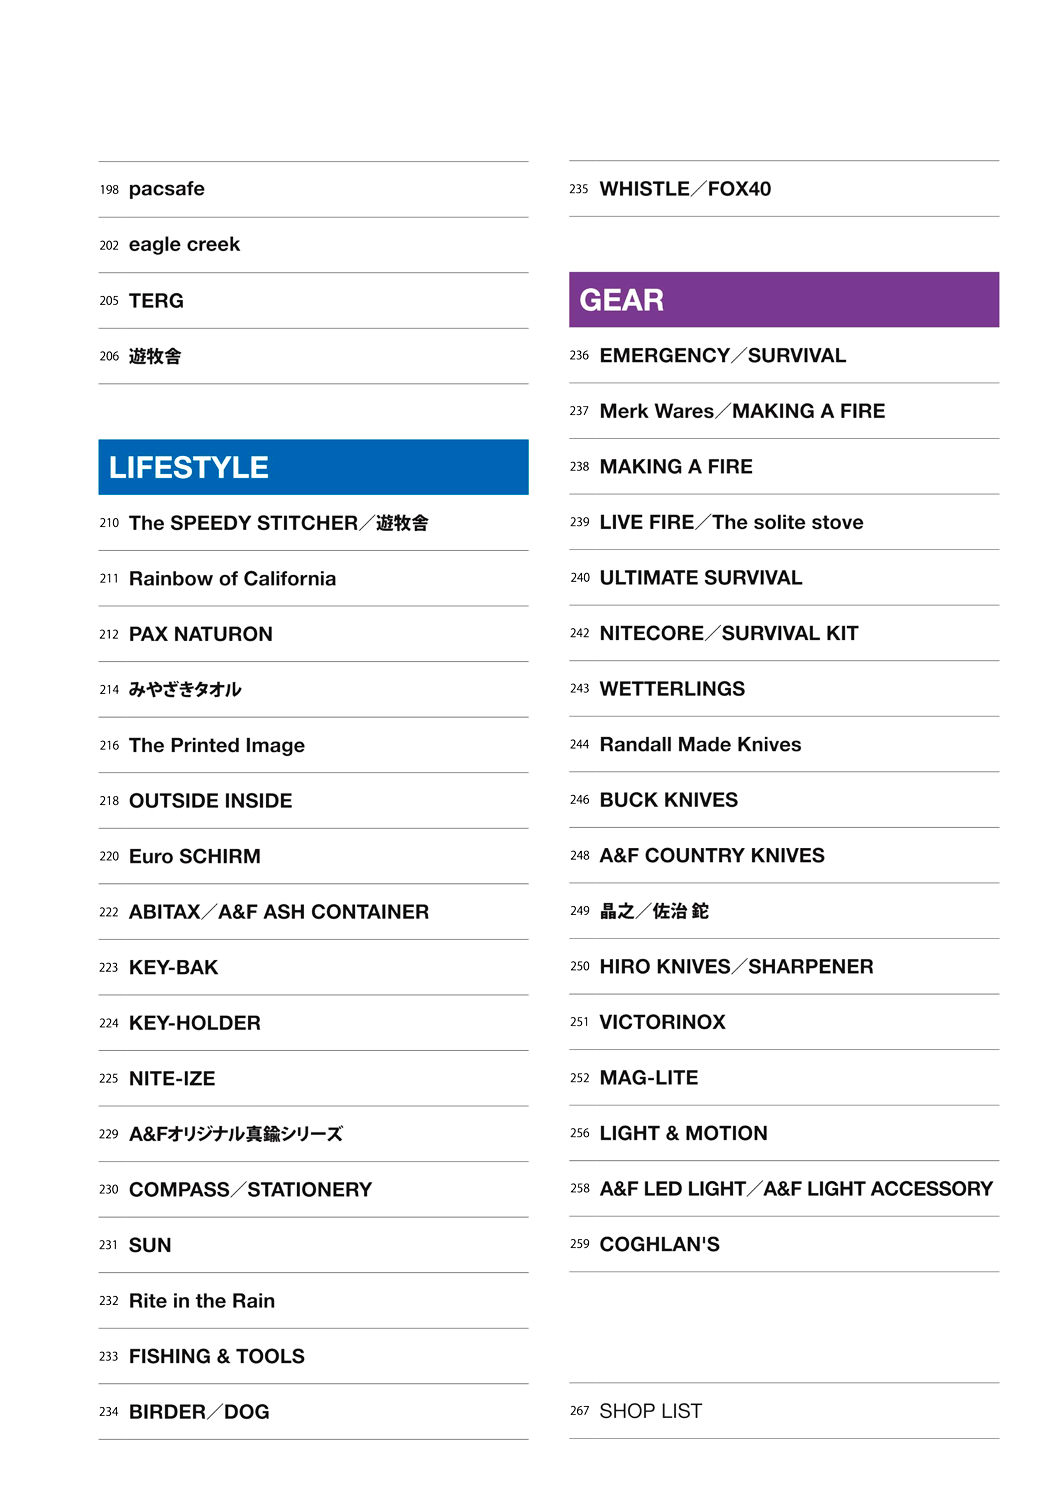 198 pacsafe
202 eagle creek
205 TERG
206 遊牧舎
LIFESTYLE
210 The SPEEDY STITCHER／遊牧舎
211 Rainbow of California
212 PAX NATURON
214 みやざきタオル
216 The Printed Image
218 OUTSIDE INSIDE
220 Euro SCHIRM
222 ABITAX／A&F ASH CONTAINER
223 KEY-BAK
224 KEY-HOLDER
225 NITE-IZE
229 A&Fオリジナル真鍮シリーズ
230 COMPASS／STATIONERY
231 SUN
232 Rite in the Rain
233 FISHING & TOOLS
234 BIRDER／DOG
235 WHISTLE／FOX40
GEAR
236 EMERGENCY／SURVIVAL
237 Merk Wares／MAKING A FIRE
238 MAKING A FIRE
239 LIVE FIRE／The solite stove
240 ULTIMATE SURVIVAL
242 NITECORE／SURVIVAL KIT
243 WETTERLINGS
244 Randall Made Knives
246 BUCK KNIVES
248 A&F COUNTRY KNIVES
249 晶之／佐治 鉈
250 HIRO KNIVES／SHARPENER
251 VICTORINOX
252 MAG-LITE
256 LIGHT & MOTION
258 A&F LED LIGHT／A&F LIGHT ACCESSORY
259 COGHLAN'S
267 SHOP LIST